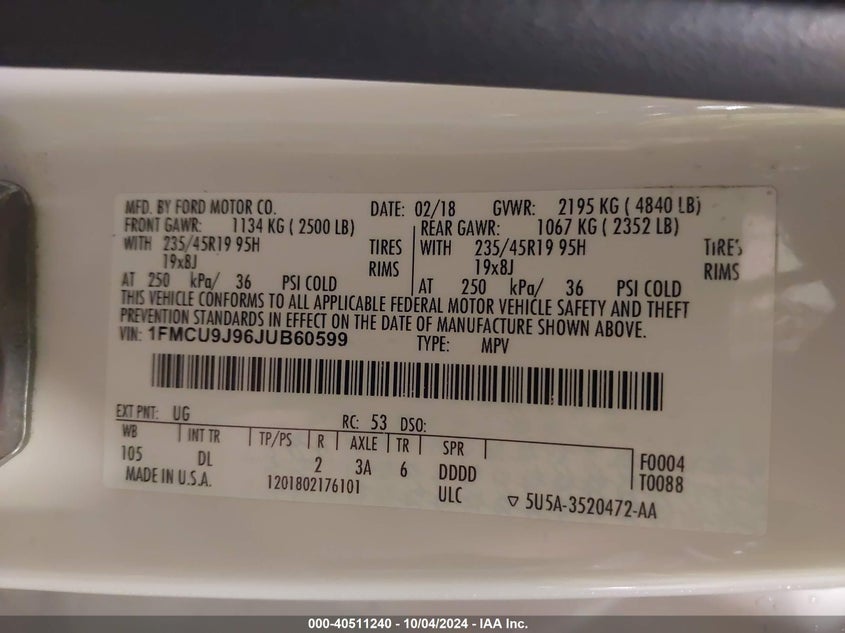 MFD. BY FORD MOTOR CO. DATE: 02/18 GVWR: 2195 KG ( 4840 LB)
FRONT GAWR: 1134 KG ( 2500 LB) REAR GAWR: 1067 KG ( 2352 LB)
WITH 235/45R19 95H TIRES WITH 235/45R19 95H TIRES
19x8J RIMS 19x8J RIMS
AT 250 kPa/ 36 PSI COLD AT 250 kPa/ 36 PSI COLD
THIS VEHICLE CONFORMS TO ALL APPLICABLE FEDERAL MOTOR VEHICLE SAFETY AND THEFT
PREVENTION STANDARDS IN EFFECT ON THE DATE OF MANUFACTURE SHOWN ABOVE.
VIN: 1FMCU9J96JUB60599 TYPE: MPV
EXT PNT: UG RC: 53 DSO:
WB INT TR TP/PS R AXLE TR SPR
105 DL 2 3A 6 DDDD F0004
MADE IN U.S.A. 1201802176101 ULC T0088
▽ 5U5A-3520472-AA
000-40511240 - 10/04/2024 - IAA Inc.